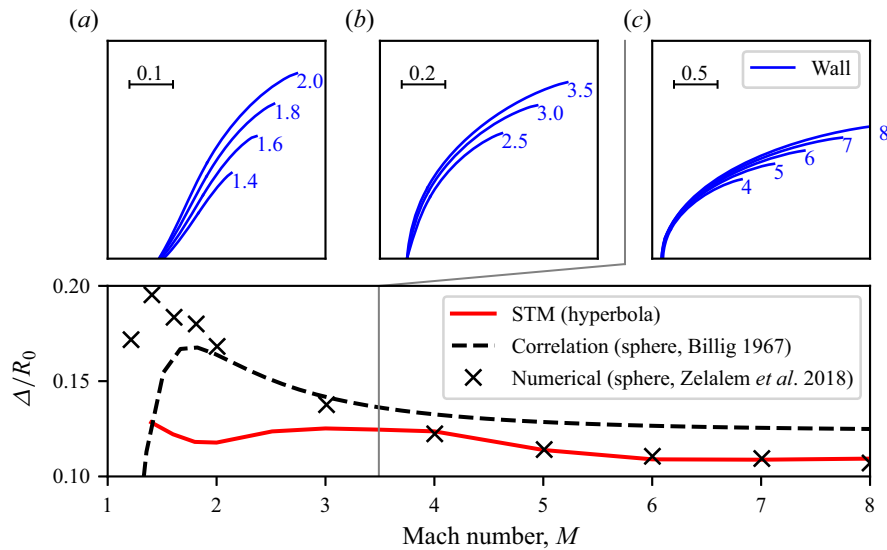 (a)
(b)
(c)
0.1
2.0
1.8
1.6
1.4
0.2
3.5
3.0
2.5
0.5
Wall
8
7
6
5
4
0.20
0.15
0.10
Δ/R0
STM (hyperbola)
Correlation (sphere, Billig 1967)
Numerical (sphere, Zelalem et al. 2018)
1 2 3 4 5 6 7 8
Mach number, M